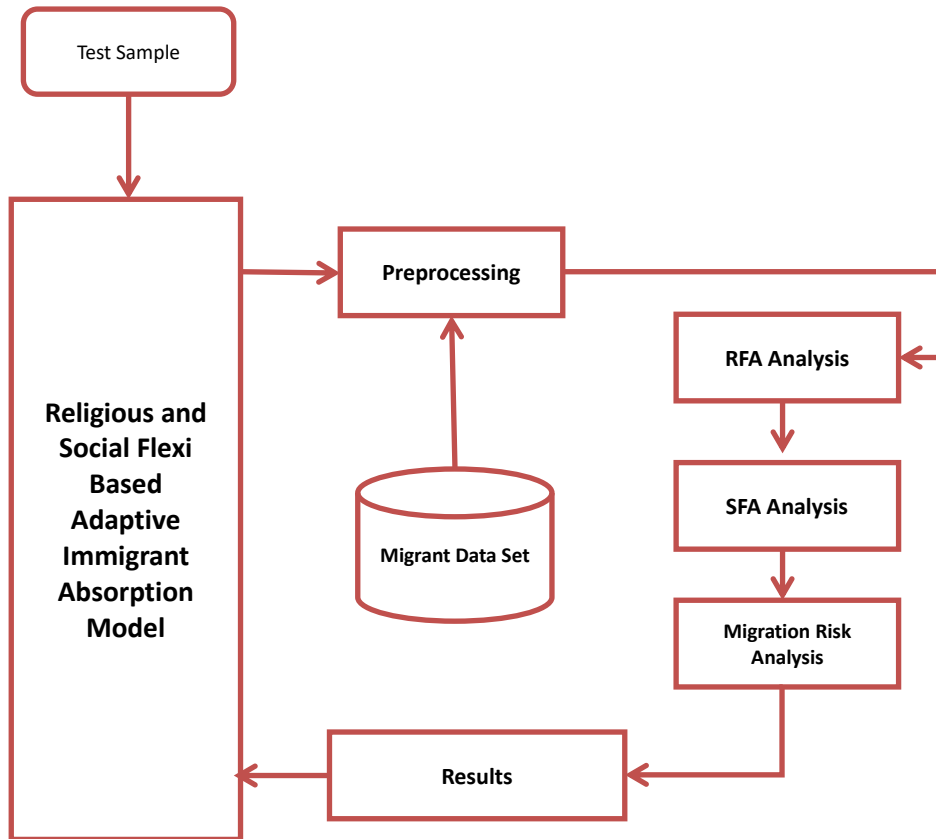 Test Sample
Preprocessing
RFA Analysis
Religious and
Social Flexi
Based
Adaptive
Immigrant
Absorption
Model
SFA Analysis
Migrant Data Set
Migration Risk
Analysis
Results